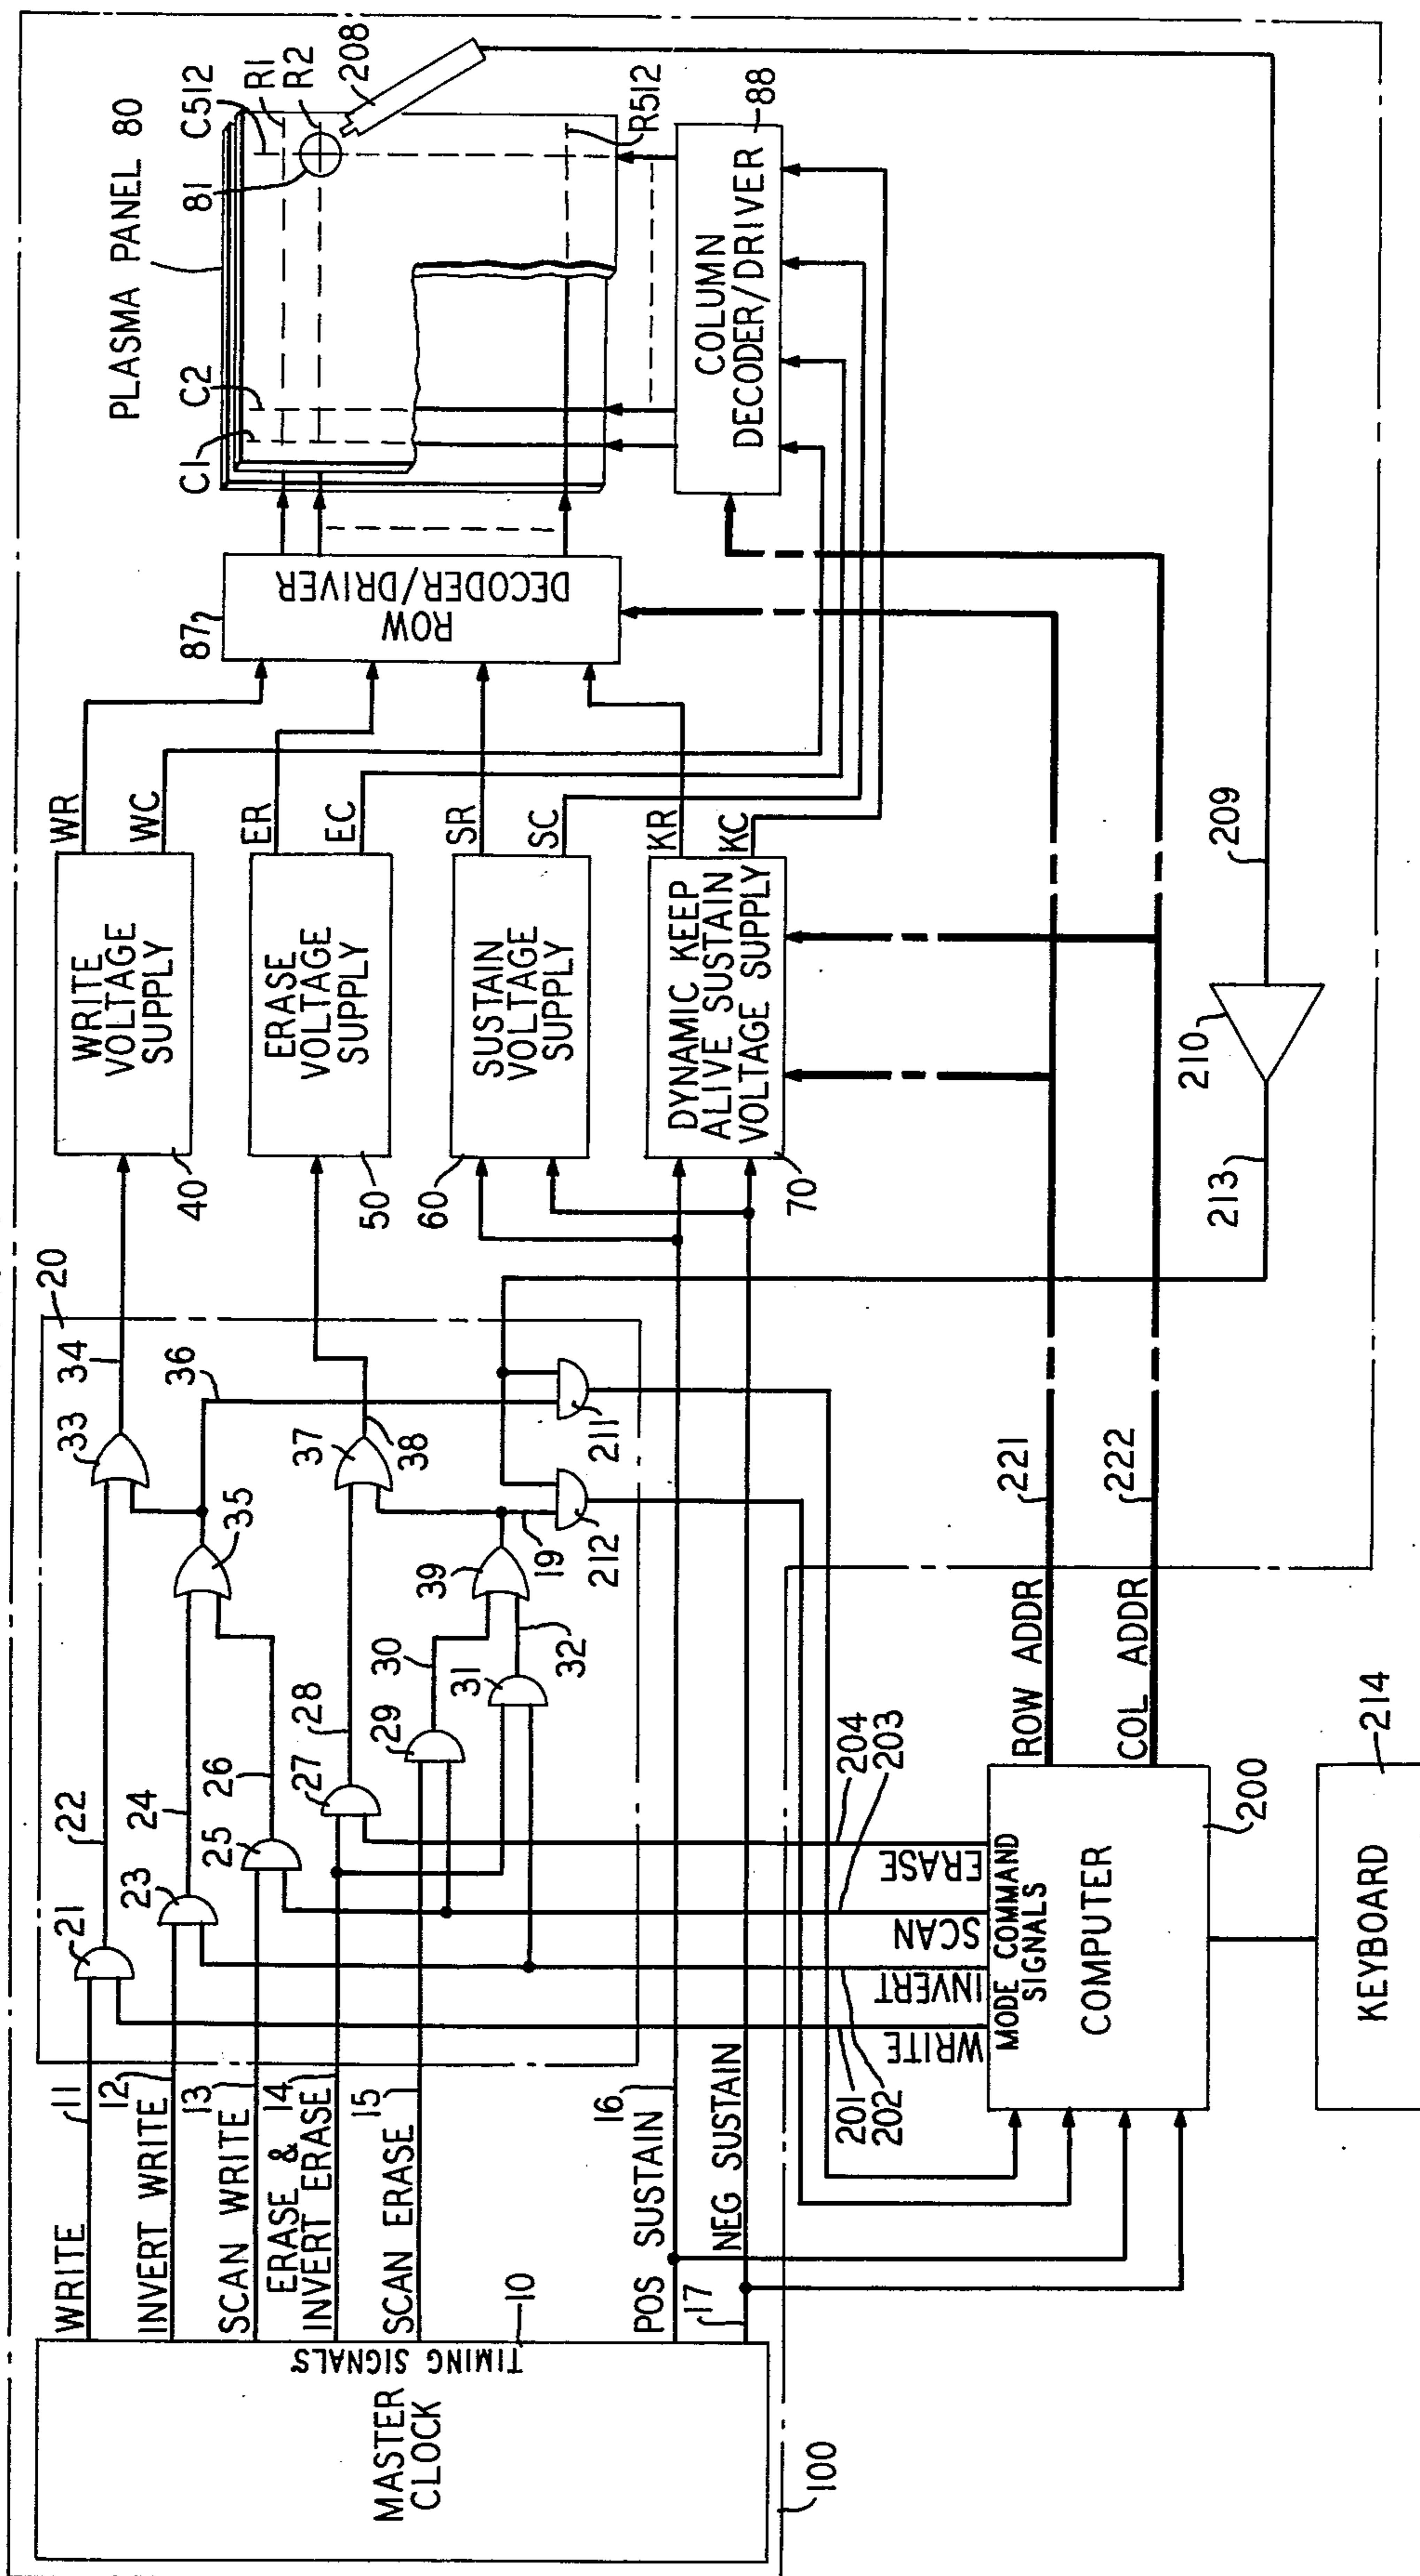 WRITE
11
INVERT WRITE
12
SCAN WRITE
13
ERASE &
INVERT ERASE
14
SCAN ERASE
15
POS SUSTAIN
16
NEG SUSTAIN
17
MASTER
CLOCK
TIMING SIGNALS
10
100
20
21
22
23
24
25
26
27
28
29
30
31
32
33
34
35
36
37
38
39
19
211
212
WRITE
VOLTAGE
SUPPLY
40
WR
WC
ERASE
VOLTAGE
SUPPLY
50
ER
EC
SUSTAIN
VOLTAGE
SUPPLY
60
SR
SC
DYNAMIC KEEP
ALIVE SUSTAIN
VOLTAGE SUPPLY
70
KR
KC
ROW
DECODER/DRIVER
87
PLASMA PANEL 80
C1
C2
81
C512
R1
R2
208
R512
COLUMN
DECODER/DRIVER
88
209
210
213
WRITE
INVERT
SCAN
ERASE
201
202
203
204
MODE COMMAND
SIGNALS
COMPUTER
200
ROW ADDR
221
COL ADDR
222
KEYBOARD
214